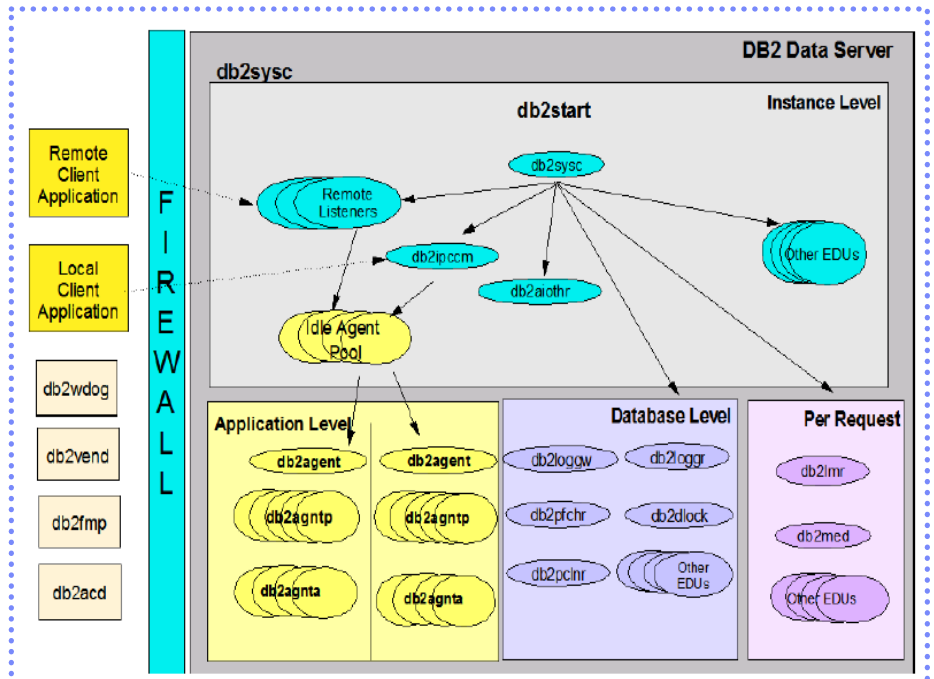 DB2 Data Server
db2sysc
Instance Level
db2start
db2sysc
Remote
Client
Application
Remote
Listeners
Other EDUs
Local
Client
Application
db2ipccm
db2aiothr
Idle Agent
Pool
FIREWALL
db2wdog
db2vend
db2fmp
db2acd
Application Level
db2agent
db2agent
db2agntp
db2agntp
db2agnta
db2agnta
Database Level
db2loggw
db2loggr
db2pfchr
db2dlock
db2pclnr
Other
EDUs
Per Request
db2lmr
db2med
Other EDUs